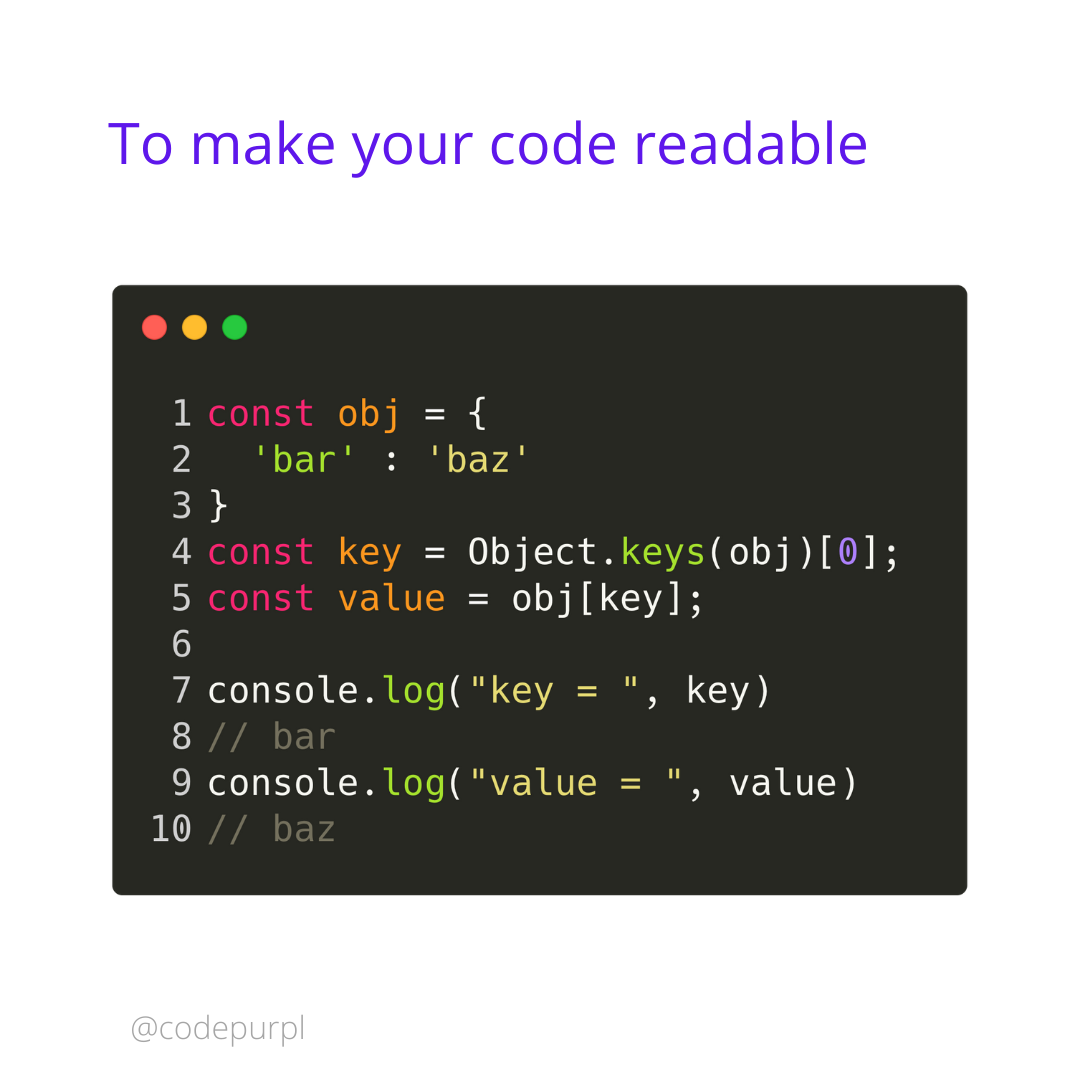 To make your code readable
1 const obj = {
2   'bar' : 'baz'
3 }
4 const key = Object.keys(obj)[0];
5 const value = obj[key];
6
7 console.log("key = ", key)
8 // bar
9 console.log("value = ", value)
10 // baz
@codepurpl